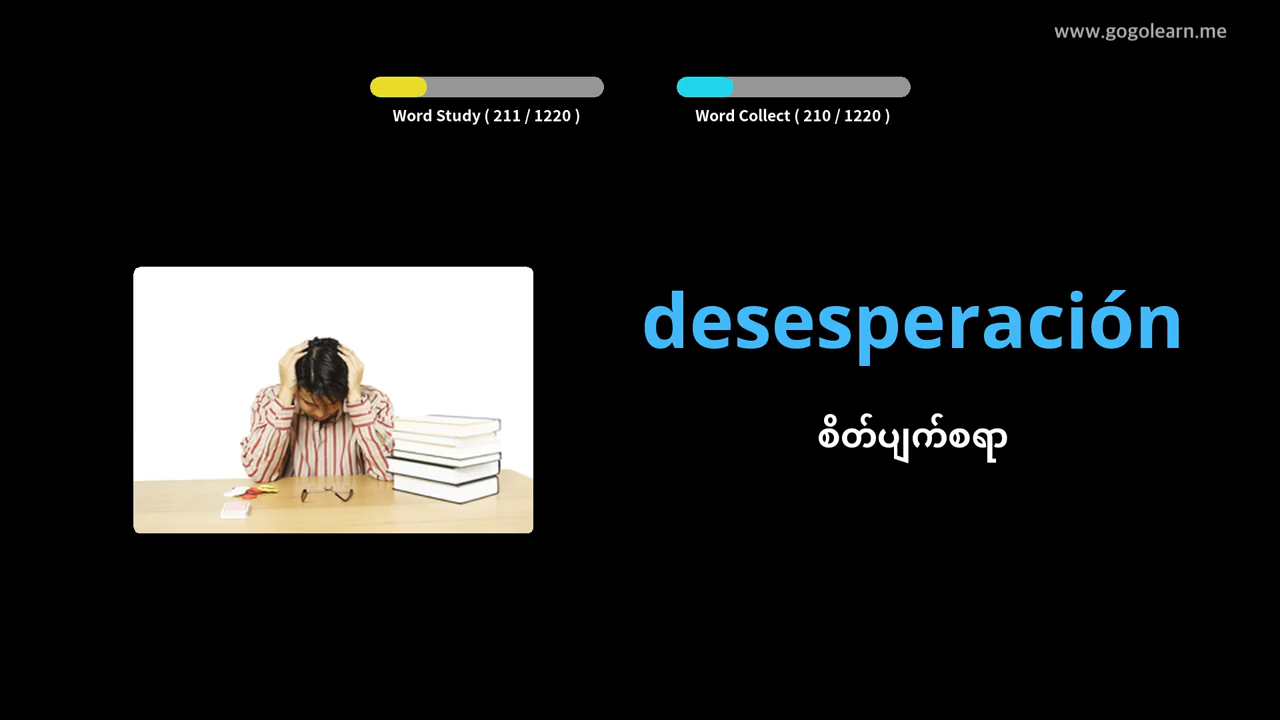 www.gogolearn.me
Word Study ( 211 / 1220 )
Word Collect ( 210 / 1220 )
desesperación
စိတ်ပျက်စရာ